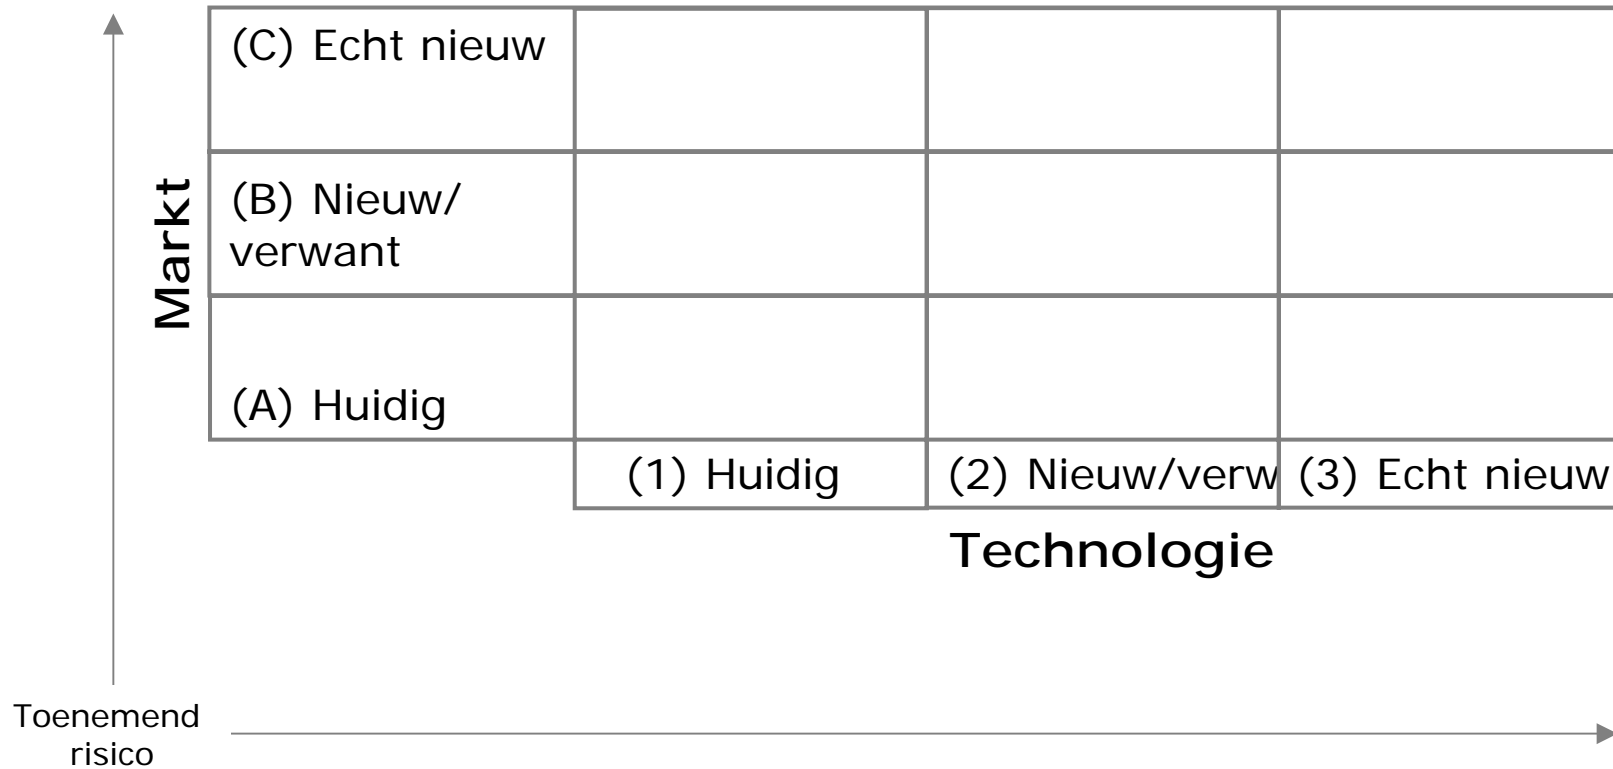 (C) Echt nieuw
Markt
(B) Nieuw/
verwant
(A) Huidig
(1) Huidig
(2) Nieuw/verw
(3) Echt nieuw
Technologie
Toenemend
risico